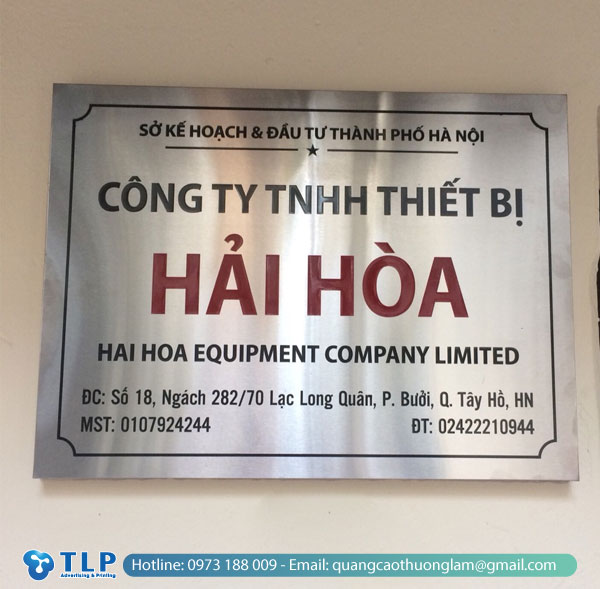 SỞ KẾ HOẠCH & ĐẦU TƯ THÀNH PHỐ HÀ NỘI
CÔNG TY TNHH THIẾT BỊ
HẢI HÒA
HAI HOA EQUIPMENT COMPANY LIMITED
ĐC: Số 18, Ngách 282/70 Lạc Long Quân, P. Bưởi, Q. Tây Hồ, HN
MST: 0107924244 ĐT: 02422210944
TLP
Advertising & Printing
Hotline: 0973 188 009 - Email: quangcaothuonglam@gmail.com